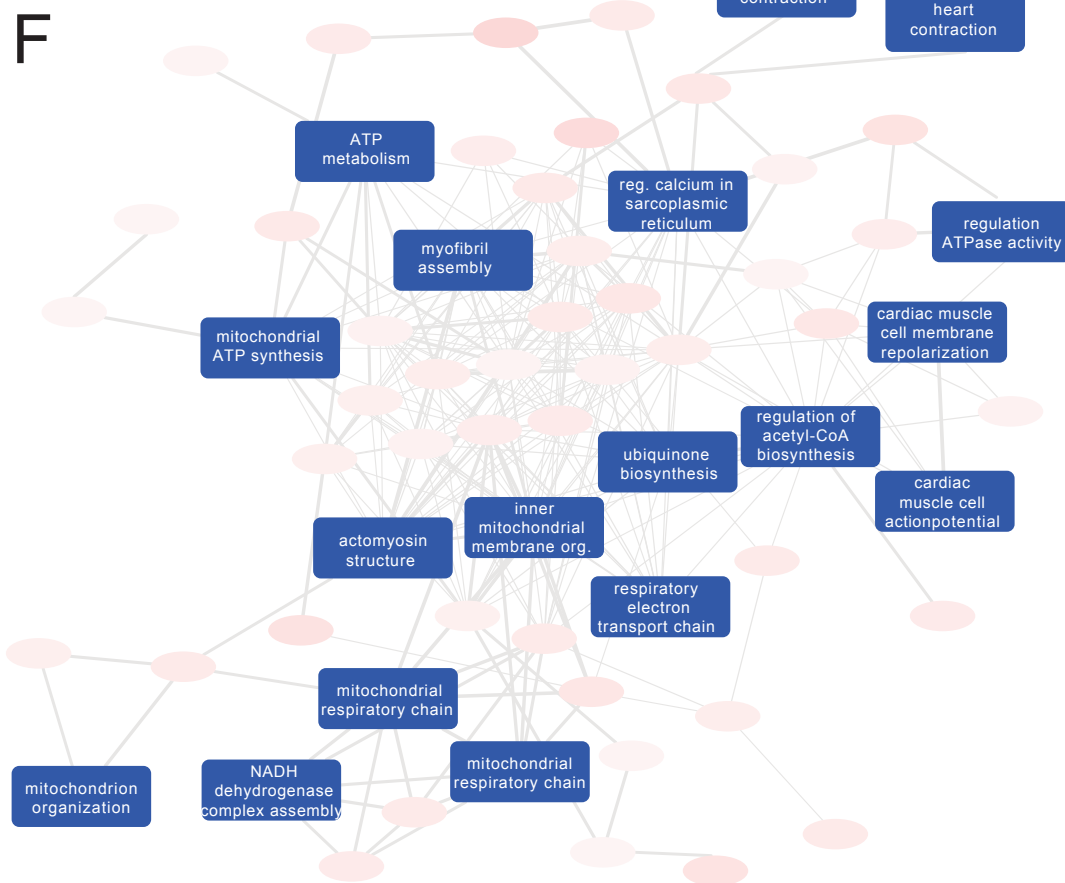 F
contraction
heart
contraction
ATP
metabolism
reg. calcium in
sarcoplasmic
reticulum
regulation
ATPase activity
myofibril
assembly
mitochondrial
ATP synthesis
cardiac muscle
cell membrane
repolarization
regulation of
acetyl-CoA
biosynthesis
ubiquinone
biosynthesis
cardiac
muscle cell
actionpotential
inner
mitochondrial
membrane org.
actomyosin
structure
respiratory
electron
transport chain
mitochondrial
respiratory chain
mitochondrial
respiratory chain
NADH
dehydrogenase
complex assembly
mitochondrion
organization